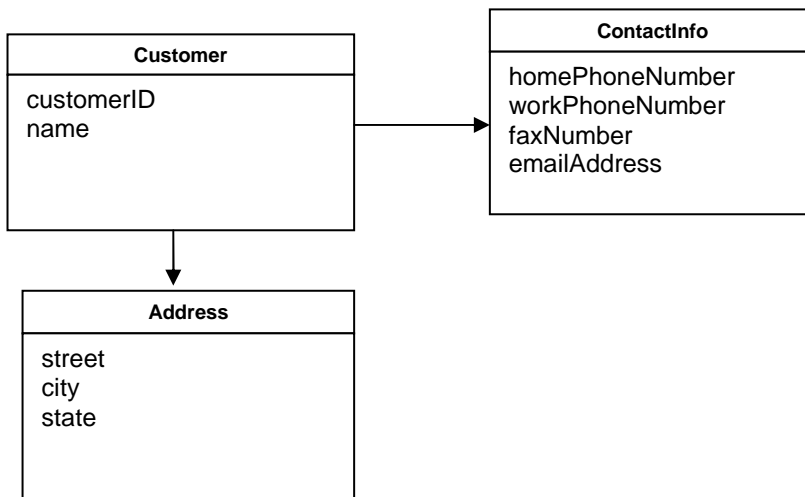 Customer
customerID
name
ContactInfo
homePhoneNumber
workPhoneNumber
faxNumber
emailAddress
Address
street
city
state